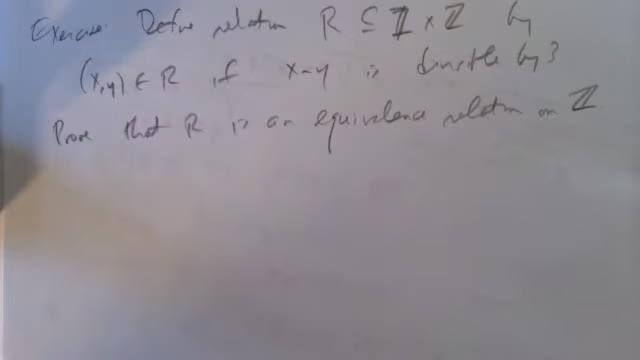 Exercise: Define relation R ⊆ ℤ × ℤ by
(x,y) ∈ R if x-y is divisible by 3
Prove that R is an equivalence relation on ℤ